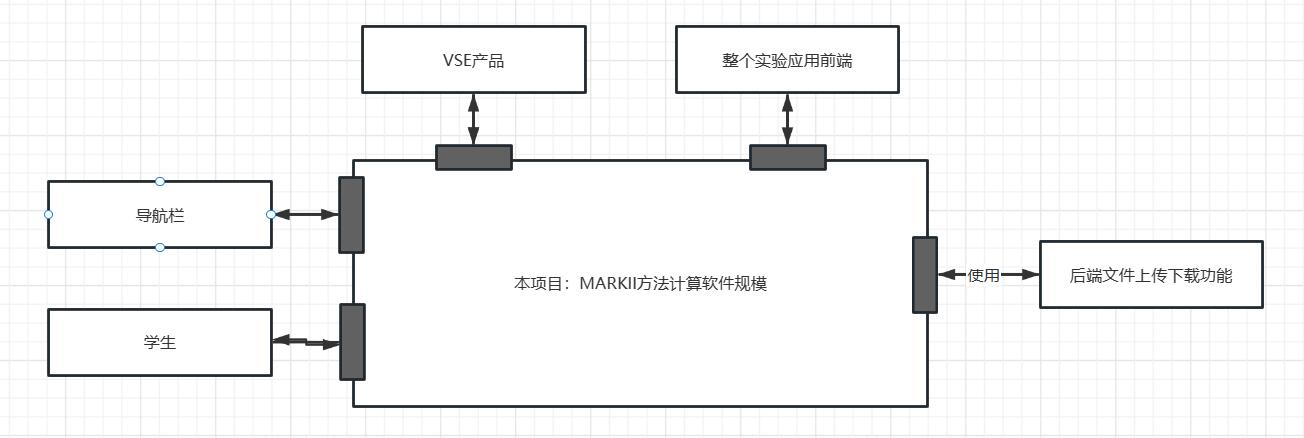 VSE产品
整个实验应用前端
导航栏
学生
本项目：MARKII方法计算软件规模
使用
后端文件上传下载功能